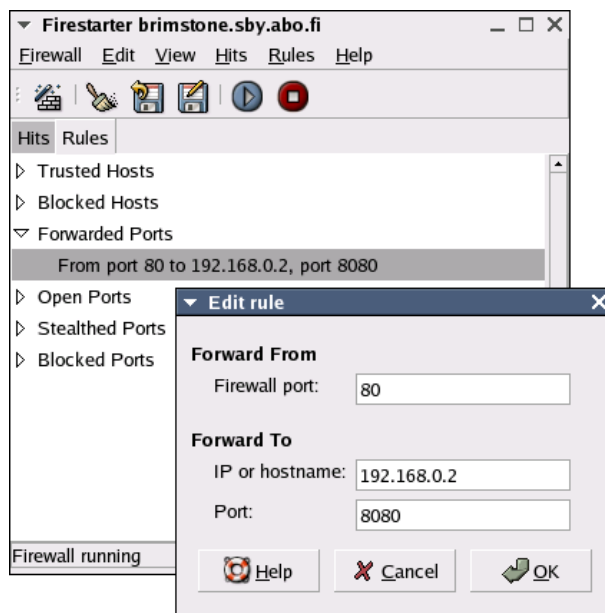 Firestarter brimstone.sby.abo.fi
Firewall Edit View Hits Rules Help
Hits Rules
Trusted Hosts
Blocked Hosts
Forwarded Ports
From port 80 to 192.168.0.2, port 8080
Open Ports
Stealthed Ports
Blocked Ports
Firewall running
Edit rule
Forward From
Firewall port: 80
Forward To
IP or hostname: 192.168.0.2
Port: 8080
Help Cancel OK